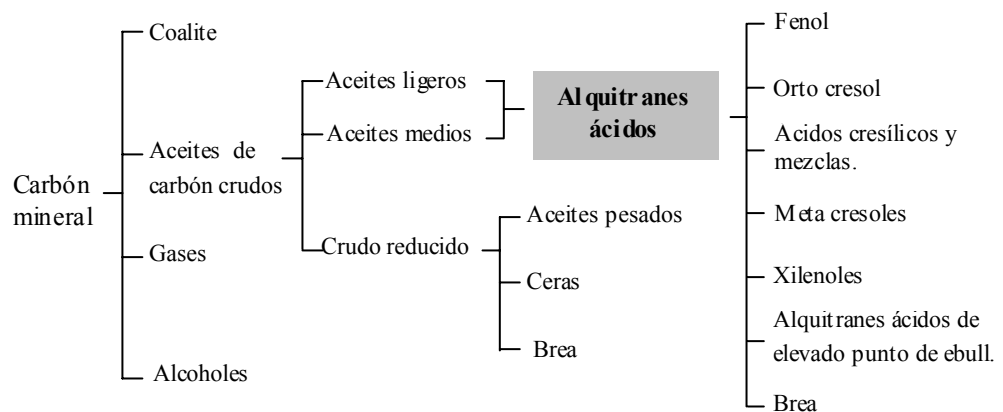 Carbón
mineral
Coalite
Aceites de
carbón crudos
Gases
Alcoholes
Aceites ligeros
Aceites medios
Crudo reducido
Alquitranes
ácidos
Aceites pesados
Ceras
Brea
Fenol
Orto cresol
Acidos cresílicos y
mezclas.
Meta cresoles
Xilenoles
Alquitranes ácidos de
elevado punto de ebull.
Brea